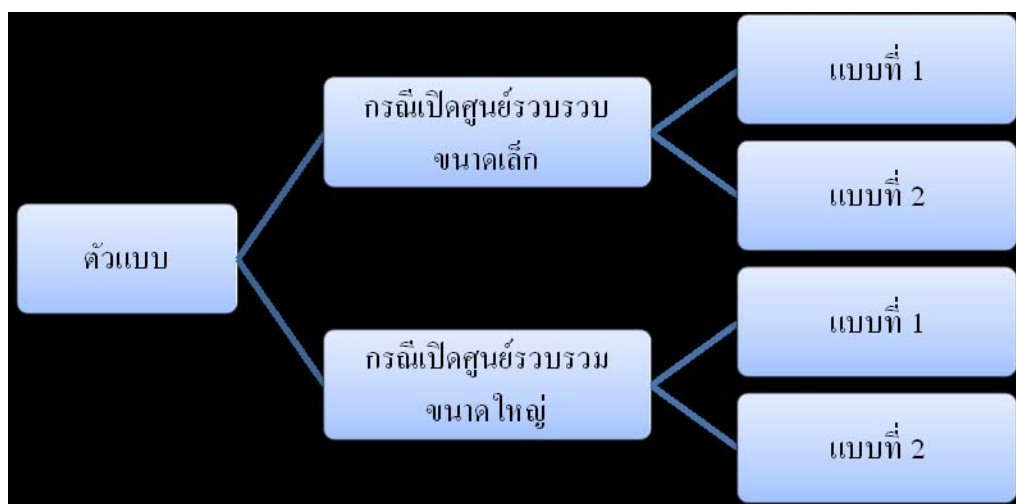 ตัวแบบ
กรณีเปิดศูนย์รวบรวบ
ขนาดเล็ก
แบบที่ 1
แบบที่ 2
กรณีเปิดศูนย์รวบรวม
ขนาดใหญ่
แบบที่ 1
แบบที่ 2